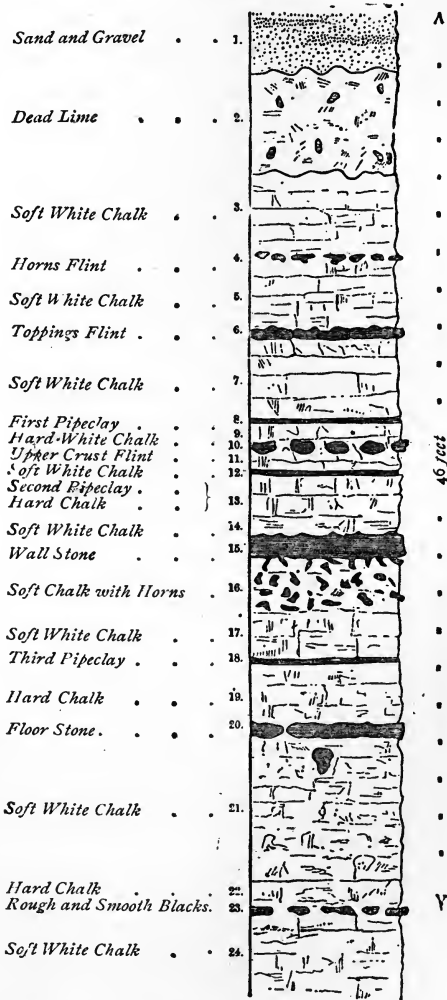 Sand and Gravel . . 1.
Dead Lime . . . 2.
Soft White Chalk . . 3.
Horns Flint . . . 4.
Soft White Chalk . . 5.
Toppings Flint . . . 6.
Soft White Chalk . . 7.
First Pipeclay . . . 8.
Hard White Chalk . . 9.
Upper Crust Flint . . 10.
Soft White Chalk . . 11.
Second Pipeclay . . } 12.
Hard Chalk . . } 13.
Soft White Chalk . . 14.
Wall Stone . . . 15.
Soft Chalk with Horns . 16.
Soft White Chalk . . 17.
Third Pipeclay . . . 18.
Hard Chalk . . . 19.
Floor Stone . . . 20.
Soft White Chalk . . 21.
Hard Chalk . . . 22.
Rough and Smooth Blacks. 23.
Soft White Chalk . . 24.
46 feet